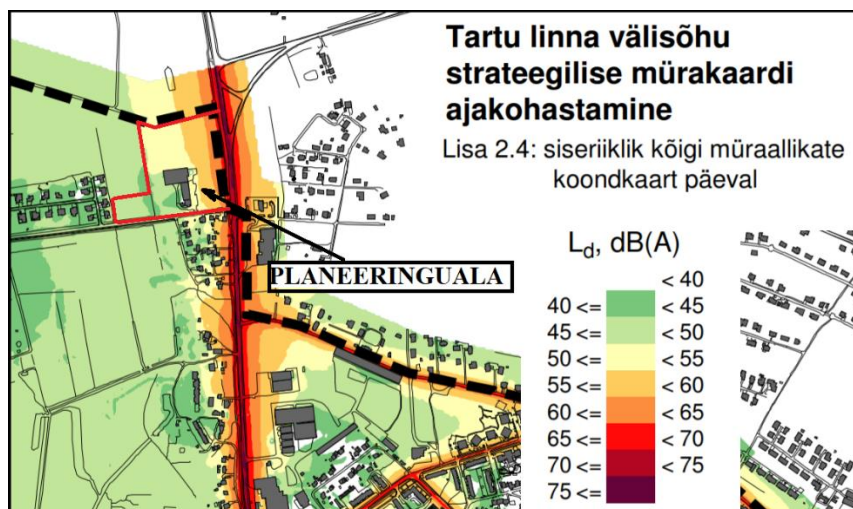 Tartu linna välisõhu
strateegilise mürakaardi
ajakohastamine
Lisa 2.4: siseriiklik kõigi müraallikate
koondkaart päeval
PLANEERINGUALA
L_d, dB(A)
< 40
40 <= < 45
45 <= < 50
50 <= < 55
55 <= < 60
60 <= < 65
65 <= < 70
70 <= < 75
75 <=